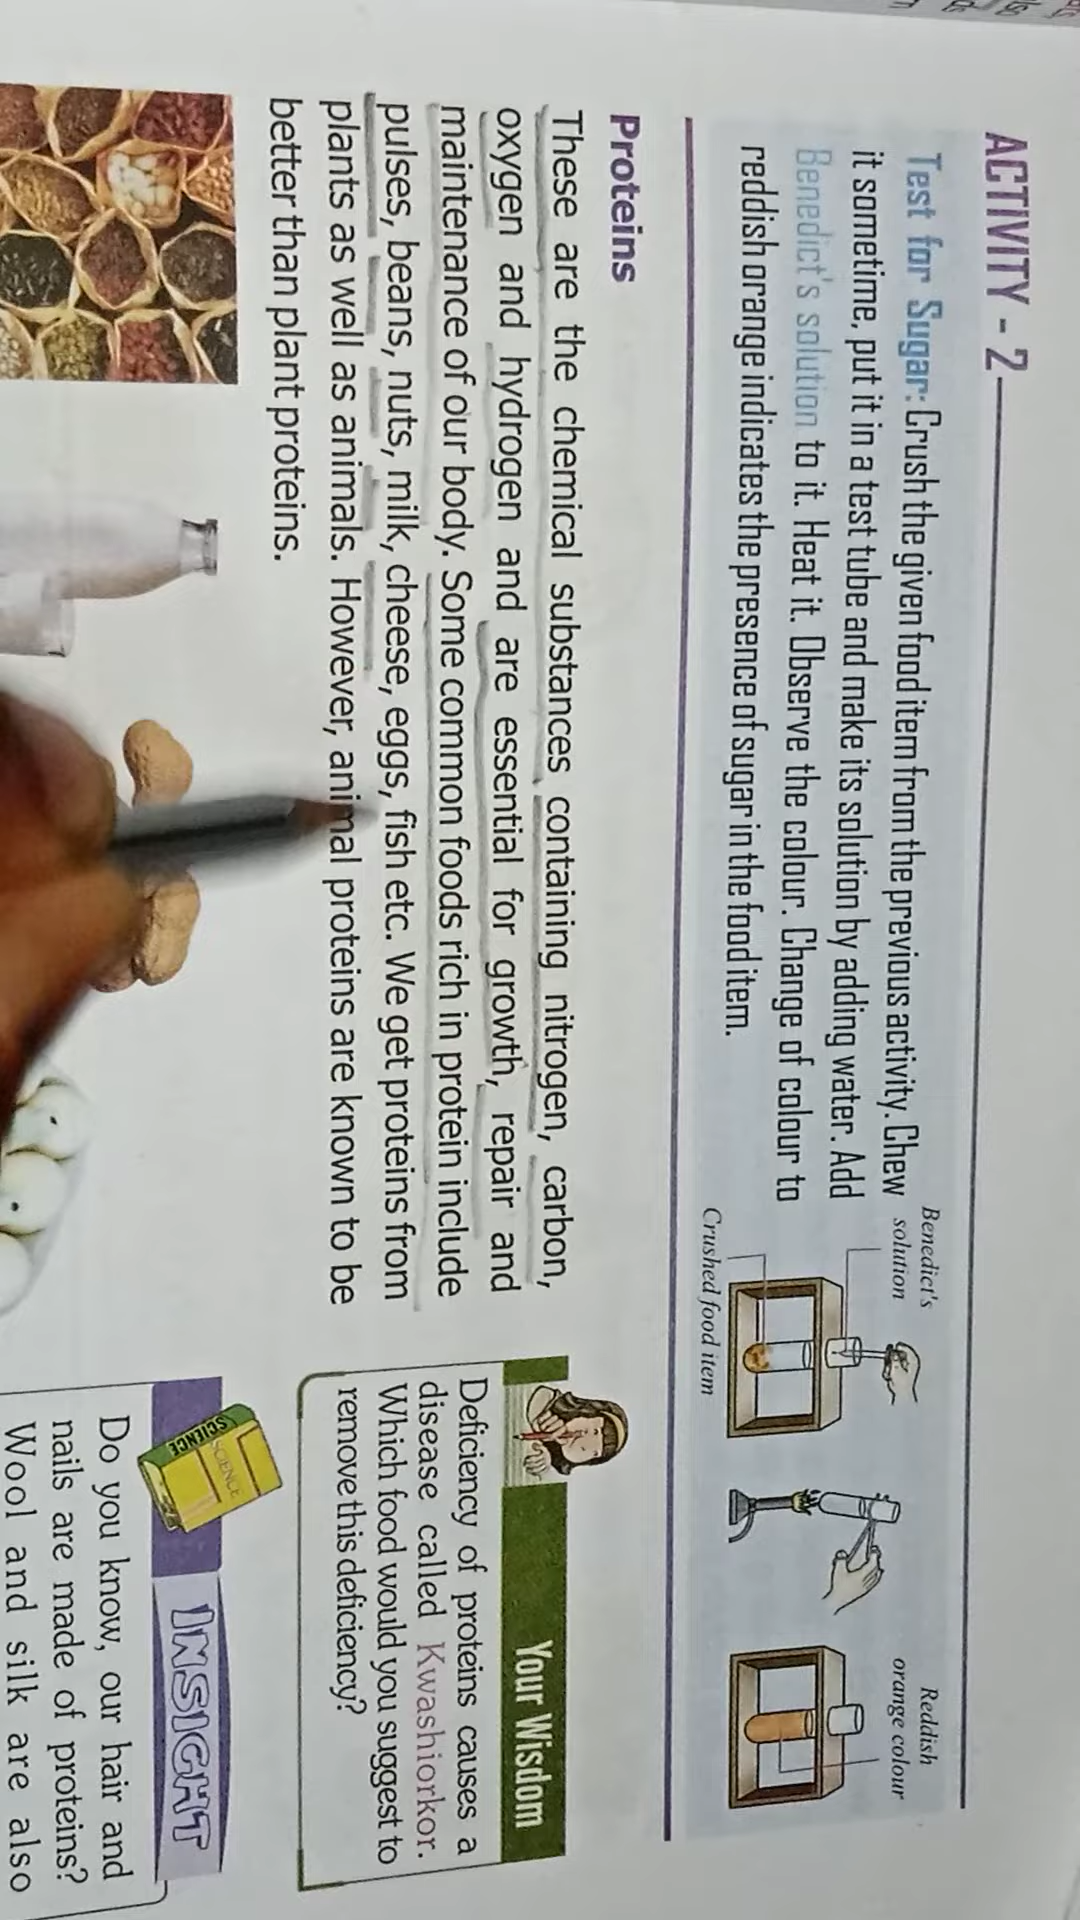 ACTIVITY - 2
Test for Sugar: Crush the given food item from the previous activity. Chew
it sometime, put it in a test tube and make its solution by adding water. Add
Benedict's solution to it. Heat it. Observe the colour. Change of colour to
reddish orange indicates the presence of sugar in the food item.
Benedict's
solution
Crushed food item
Reddish
orange colour
Proteins
These are the chemical substances containing nitrogen, carbon,
oxygen and hydrogen and are essential for growth, repair and
maintenance of our body. Some common foods rich in protein include
pulses, beans, nuts, milk, cheese, eggs, fish etc. We get proteins from
plants as well as animals. However, animal proteins are known to be
better than plant proteins.
Your Wisdom
Deficiency of proteins causes a
disease called Kwashiorkor.
Which food would you suggest to
remove this deficiency?
SCIENCE
SCIENCE
INSIGHT
Do you know, our hair and
nails are made of proteins?
Wool and silk are also